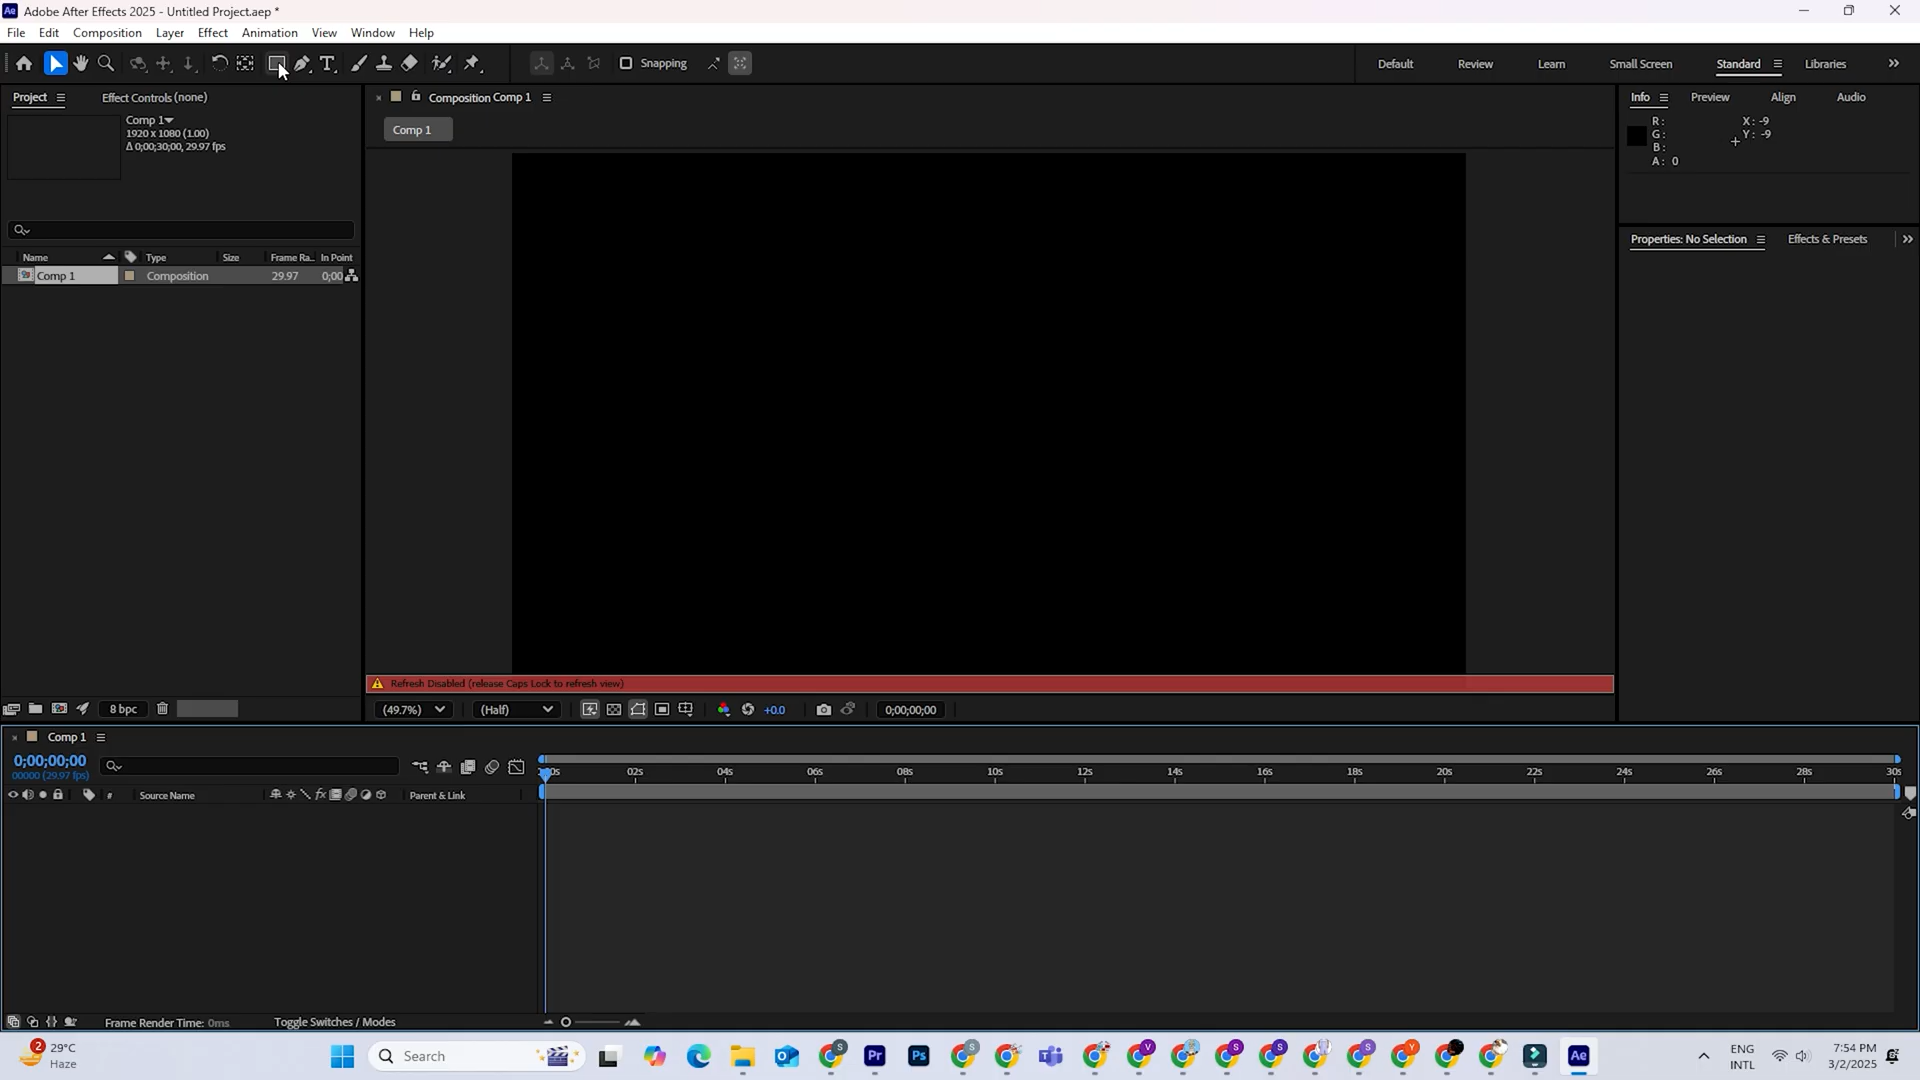 Adobe After Effects 2025 - Untitled Project.aep *
File Edit Composition Layer Effect Animation View Window Help
Snapping Default Review Learn Small Screen Standard Libraries
Project Effect Controls (none)
Comp 1
1920 x 1080 (1.00)
Δ 0;00;30;00, 29.97 fps
Name Type Size Frame Ra... In Point
Comp 1 Composition 29.97 0;00
8 bpc
Composition Comp 1
Comp 1
Refresh Disabled (release Caps Lock to refresh view)
(49.7%) (Half) +0.0 0;00;00;00
Info Preview Align Audio
R: X: -9
G: Y: -9
B:
A: 0
Properties: No Selection Effects & Presets
Comp 1
0;00;00;00
00000 (29.97 fps)
02s 04s 06s 08s 10s 12s 14s 16s 18s 20s 22s 24s 26s 28s 30s
# Source Name fx Parent & Link
Frame Render Time: 0ms Toggle Switches / Modes
2 29°C
Haze
Search
Pr Ps Ae
ENG
INTL
7:54 PM
3/2/2025